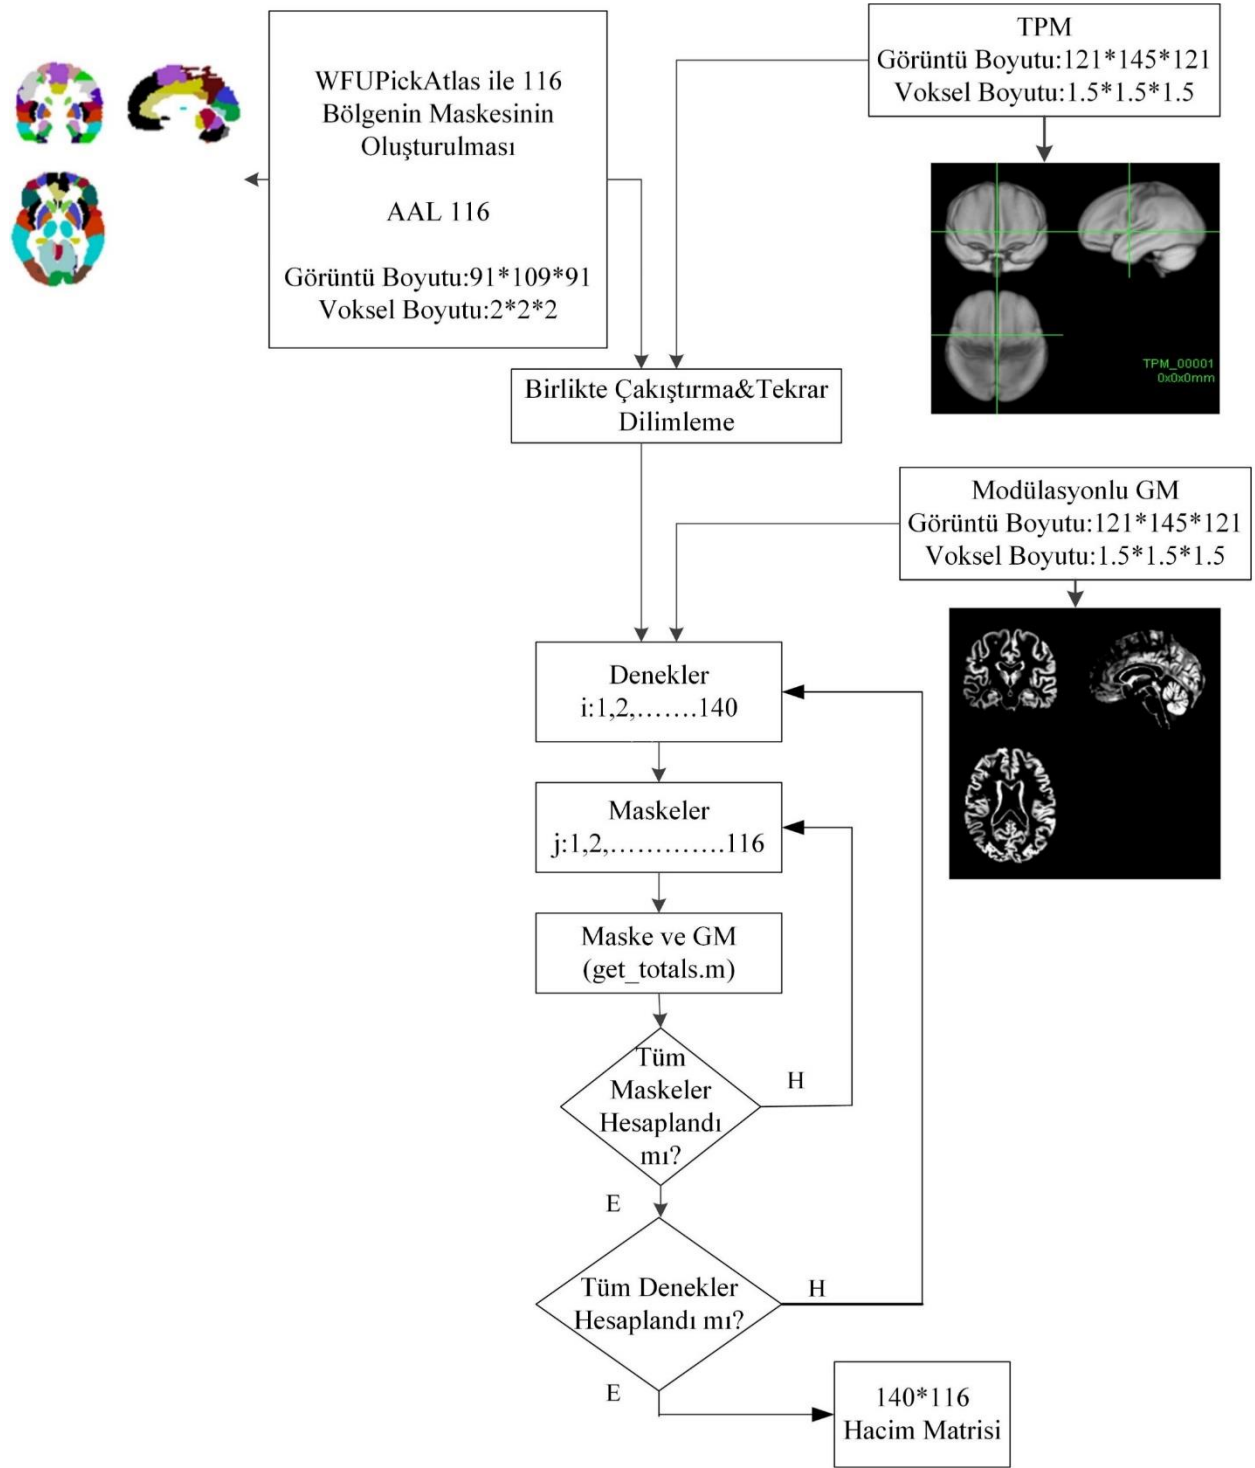 WFUPickAtlas ile 116
Bölgenin Maskesinin
Oluşturulması
AAL 116
Görüntü Boyutu:91*109*91
Voksel Boyutu:2*2*2
TPM
Görüntü Boyutu:121*145*121
Voksel Boyutu:1.5*1.5*1.5
TPM_00001
0x0x0mm
Birlikte Çakıştırma&Tekrar
Dilimleme
Modülasyonlu GM
Görüntü Boyutu:121*145*121
Voksel Boyutu:1.5*1.5*1.5
Denekler
i:1,2,.......140
Maskeler
j:1,2,.............116
Maske ve GM
(get_totals.m)
Tüm
Maskeler
Hesaplandı
mı?
H
E
Tüm Denekler
Hesaplandı mı?
H
E
140*116
Hacim Matrisi